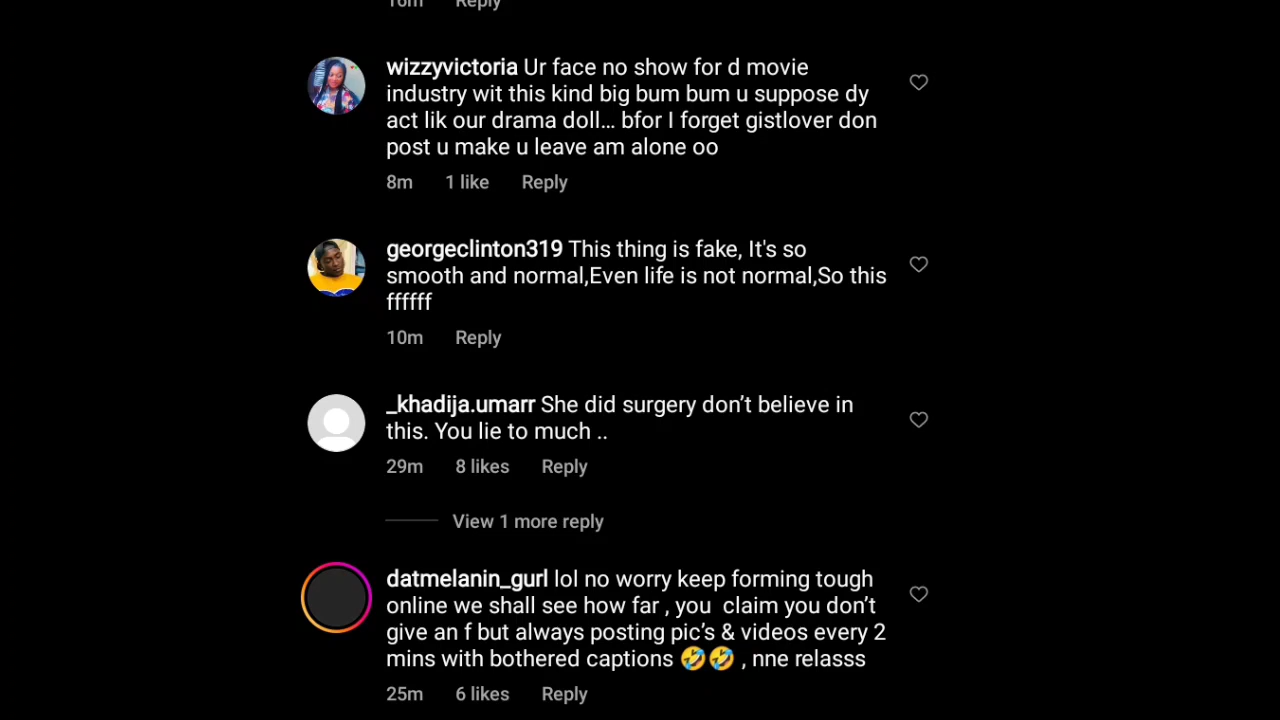 16m Reply
wizzyvictoria Ur face no show for d movie
industry wit this kind big bum bum u suppose dy
act lik our drama doll... bfor I forget gistlover don
post u make u leave am alone oo
8m 1 like Reply
georgeclinton319 This thing is fake, It's so
smooth and normal,Even life is not normal,So this
ffffff
10m Reply
_khadija.umarr She did surgery don’t believe in
this. You lie to much ..
29m 8 likes Reply
View 1 more reply
datmelanin_gurl lol no worry keep forming tough
online we shall see how far , you claim you don’t
give an f but always posting pic’s & videos every 2
mins with bothered captions 🤣🤣 , nne relasss
25m 6 likes Reply